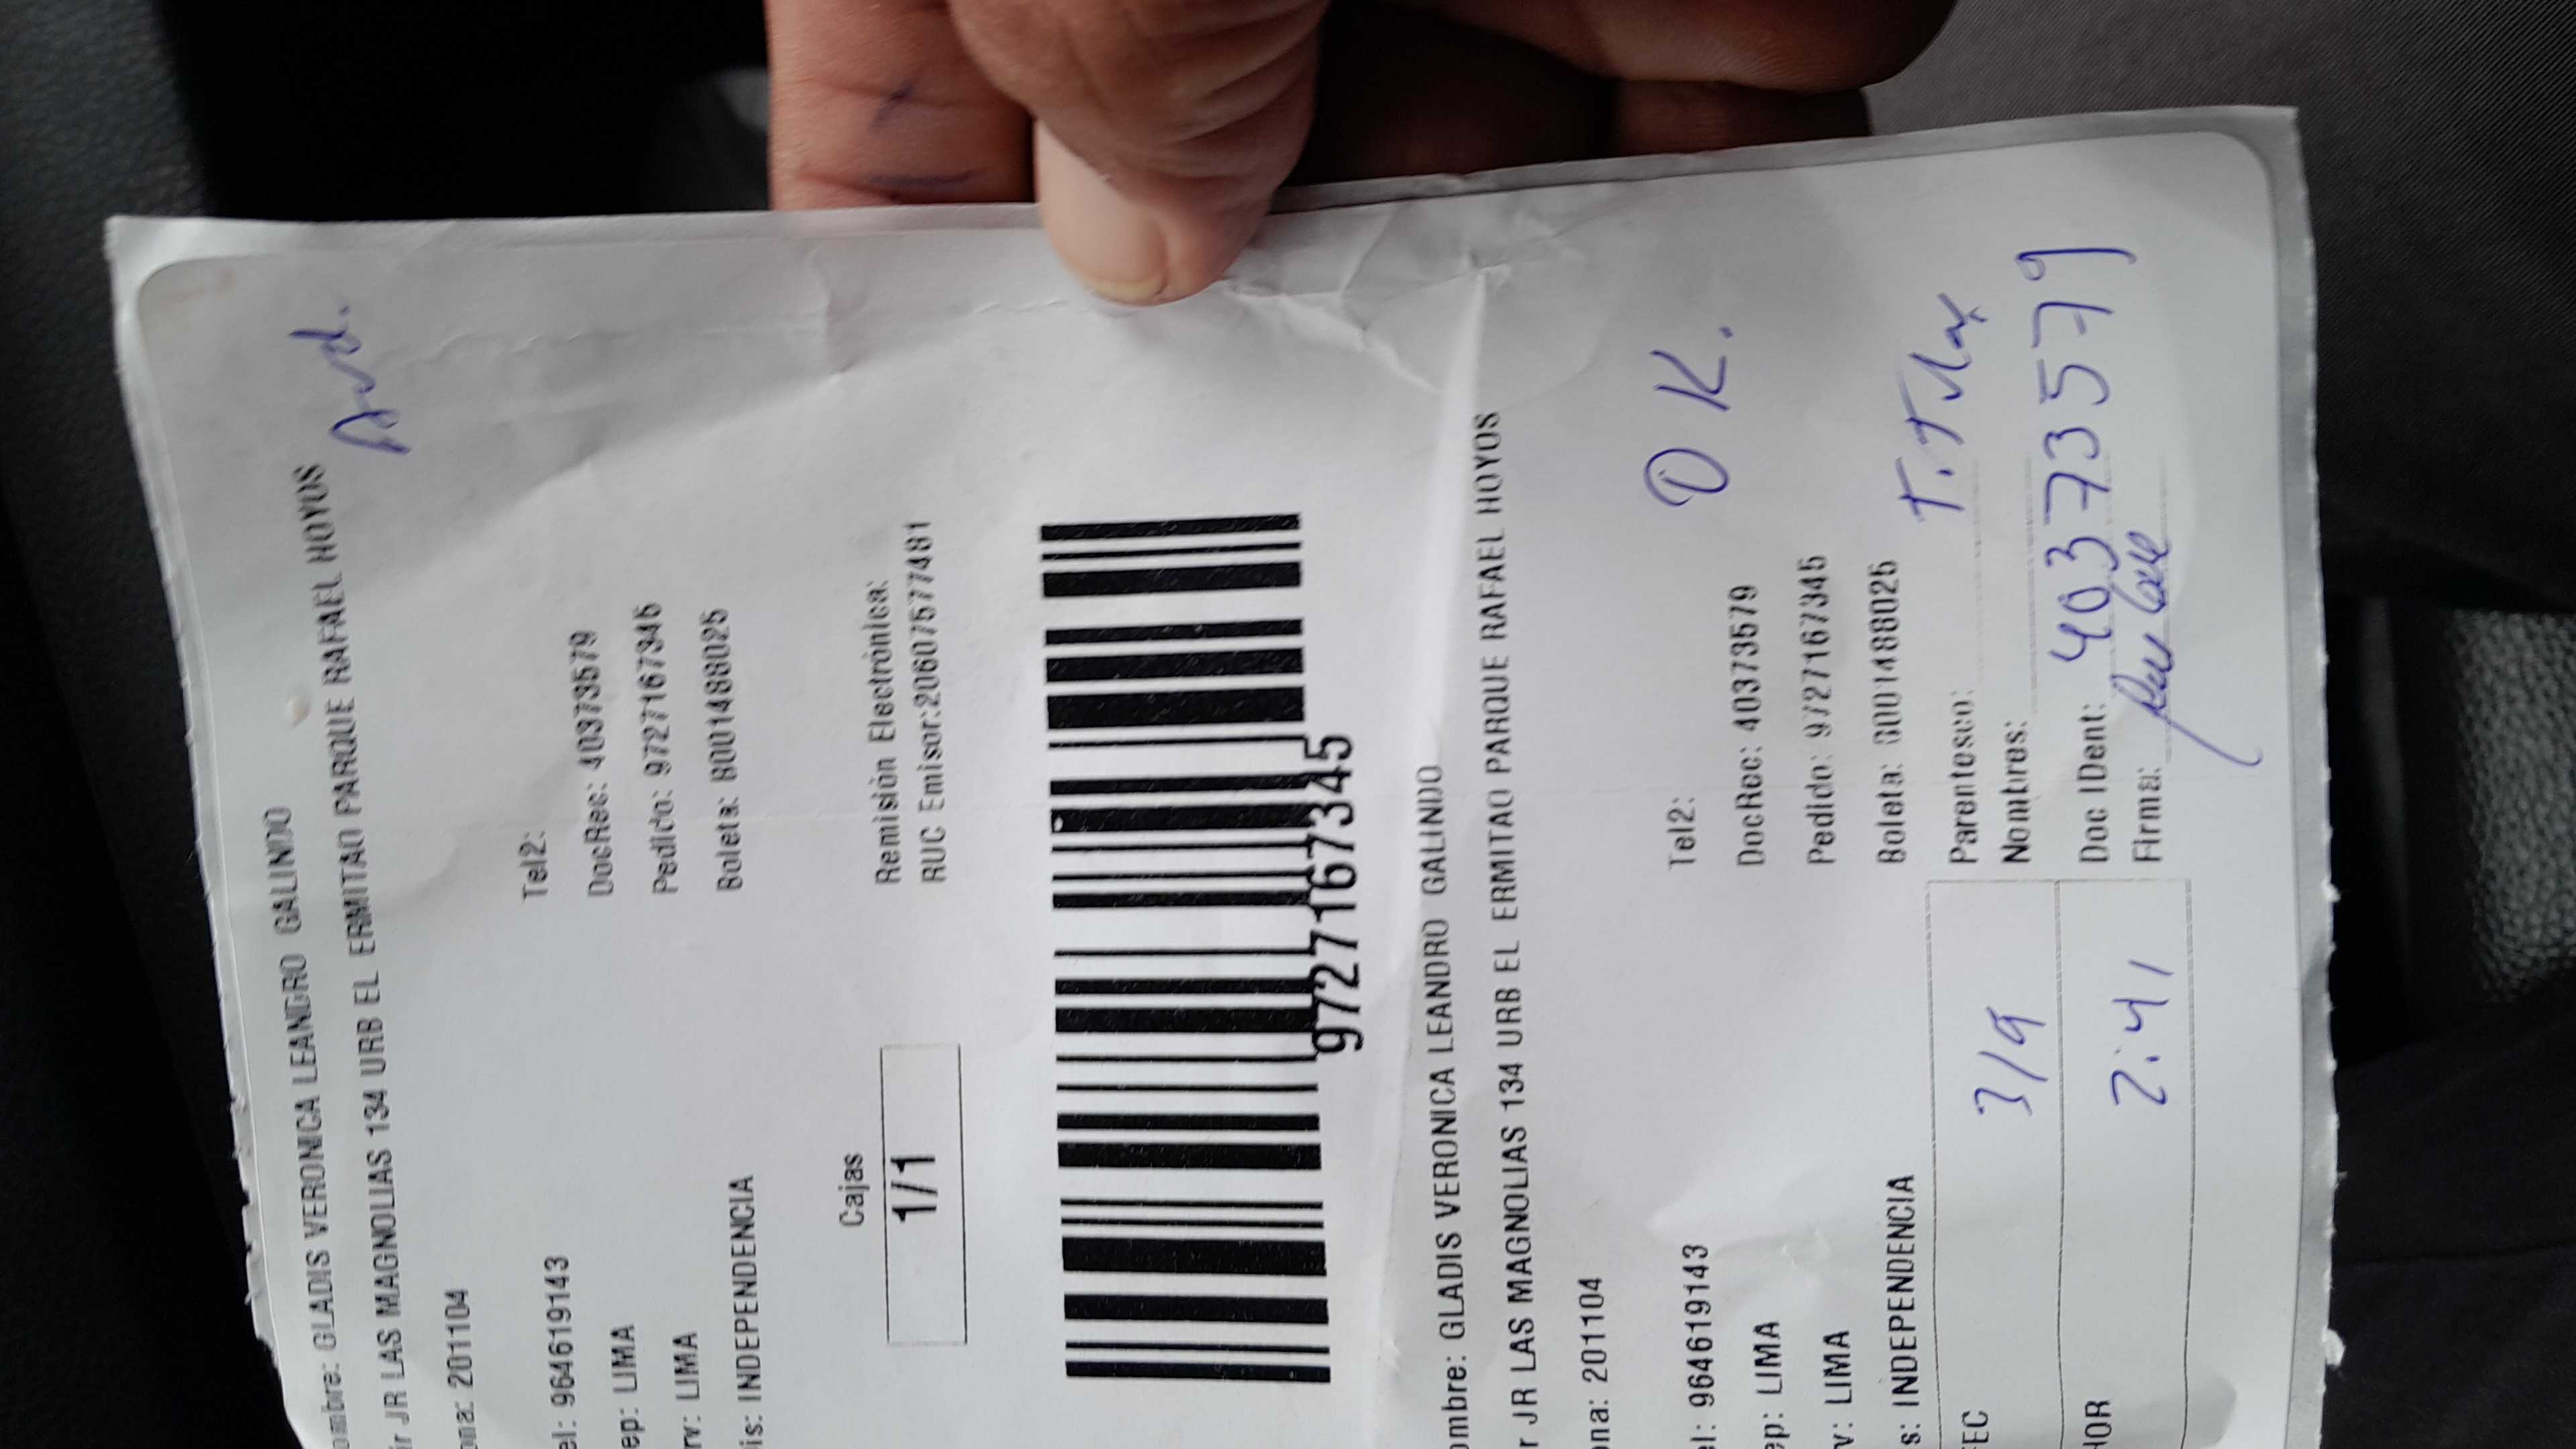 ombre: GLADIS VERONICA LEANDRO GALINDO
ir JR LAS MAGNOLIAS 134 URB EL ERMITAO PARQUE RAFAEL HOYOS
ona: 201104
el: 964619143 Tel2:
ep: LIMA DocRec: 40373579
rv: LIMA Pedido: 9727167345
is: INDEPENDENCIA Boleta: B001488025
Cajas
1/1
Remisión Electrónica:
RUC Emisor:20607577481
9727167345
ombre: GLADIS VERONICA LEANDRO GALINDO
r JR LAS MAGNOLIAS 134 URB EL ERMITAO PARQUE RAFAEL HOYOS
ona: 201104
O K.
el: 964619143 Tel2:
ep: LIMA DocRec: 40373579
v: LIMA Pedido: 9727167345
s: INDEPENDENCIA Boleta: B001488025
FEC 3/9 Parentesco: Titular
Nombres:
HOR 2:41 Doc IDent: 40373579
Firma: